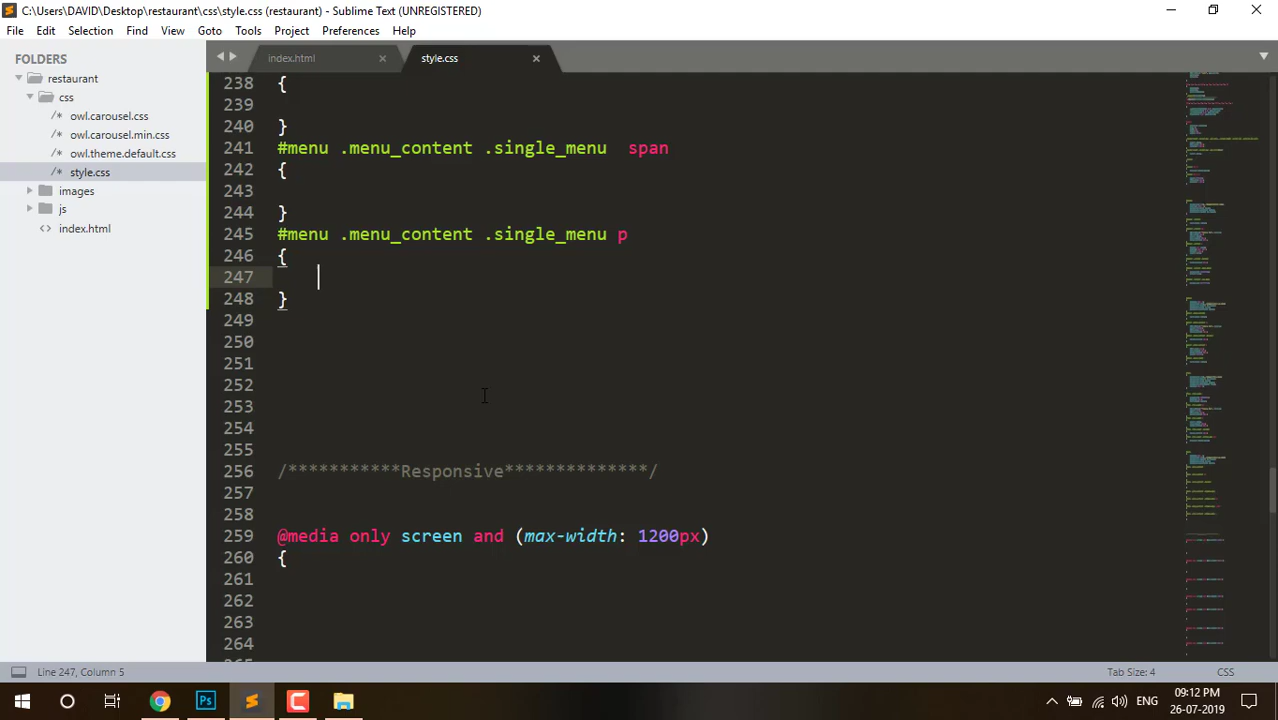 C:\Users\DAVID\Desktop\restaurant\css\style.css (restaurant) - Sublime Text (UNREGISTERED)
File Edit Selection Find View Goto Tools Project Preferences Help
FOLDERS
restaurant
css
/* owl.carousel.css
/* owl.carousel.min.css
/* owl.theme.default.css
/* style.css
images
js
<> index.html
index.html
style.css
238 {
239
240 }
241 #menu .menu_content .single_menu  span
242 {
243
244 }
245 #menu .menu_content .single_menu p
246 {
247
248 }
249
250
251
252
253
254
255
256 /***********Responsive**************/
257
258
259 @media only screen and (max-width: 1200px)
260 {
261
262
263
264
265
Line 247, Column 5
Tab Size: 4
CSS
Ps
ENG
09:12 PM
26-07-2019